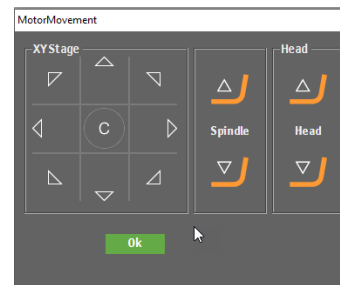 MotorMovement
XYStage
Head
C
Spindle
Head
Ok